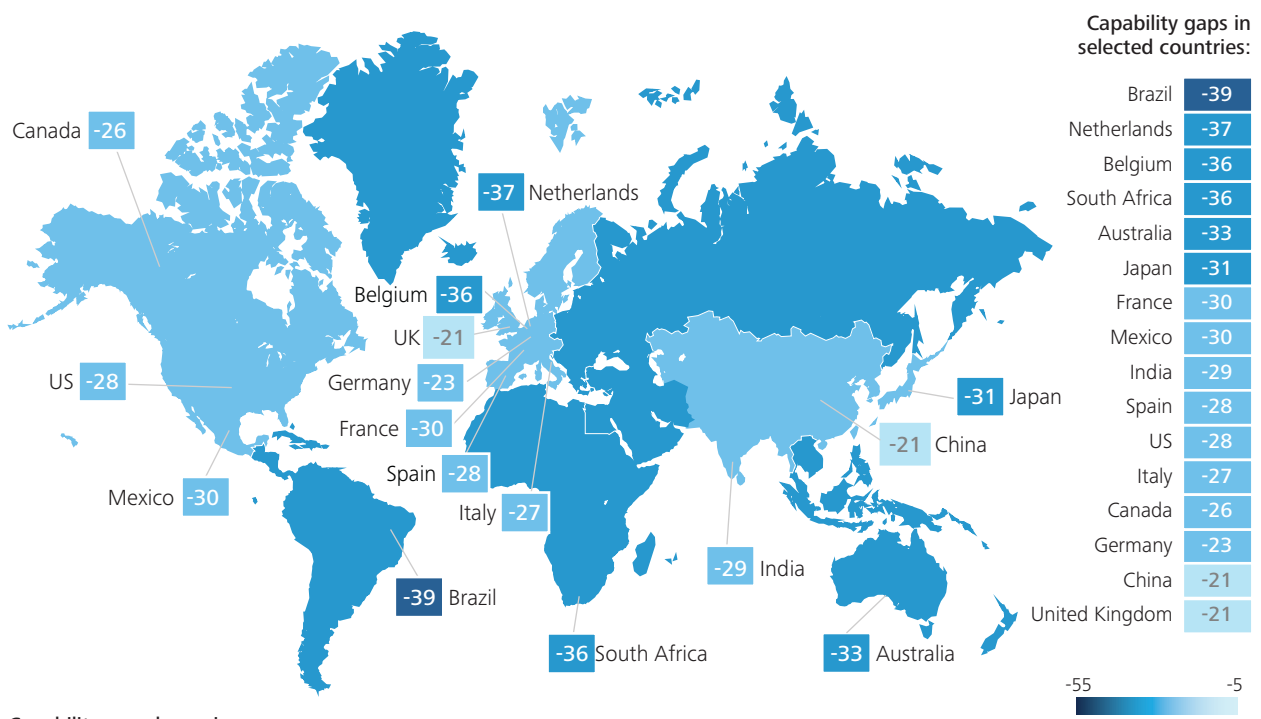 Capability gaps in
selected countries:
Brazil -39
Netherlands -37
Belgium -36
South Africa -36
Australia -33
Japan -31
France -30
Mexico -30
India -29
Spain -28
US -28
Italy -27
Canada -26
Germany -23
China -21
United Kingdom -21
-55 -5
Canada -26
-37 Netherlands
Belgium -36
UK -21
US -28
Germany -23
-31 Japan
France -30
-21 China
Spain -28
Mexico -30
Italy -27
-29 India
-39 Brazil
-36 South Africa
-33 Australia